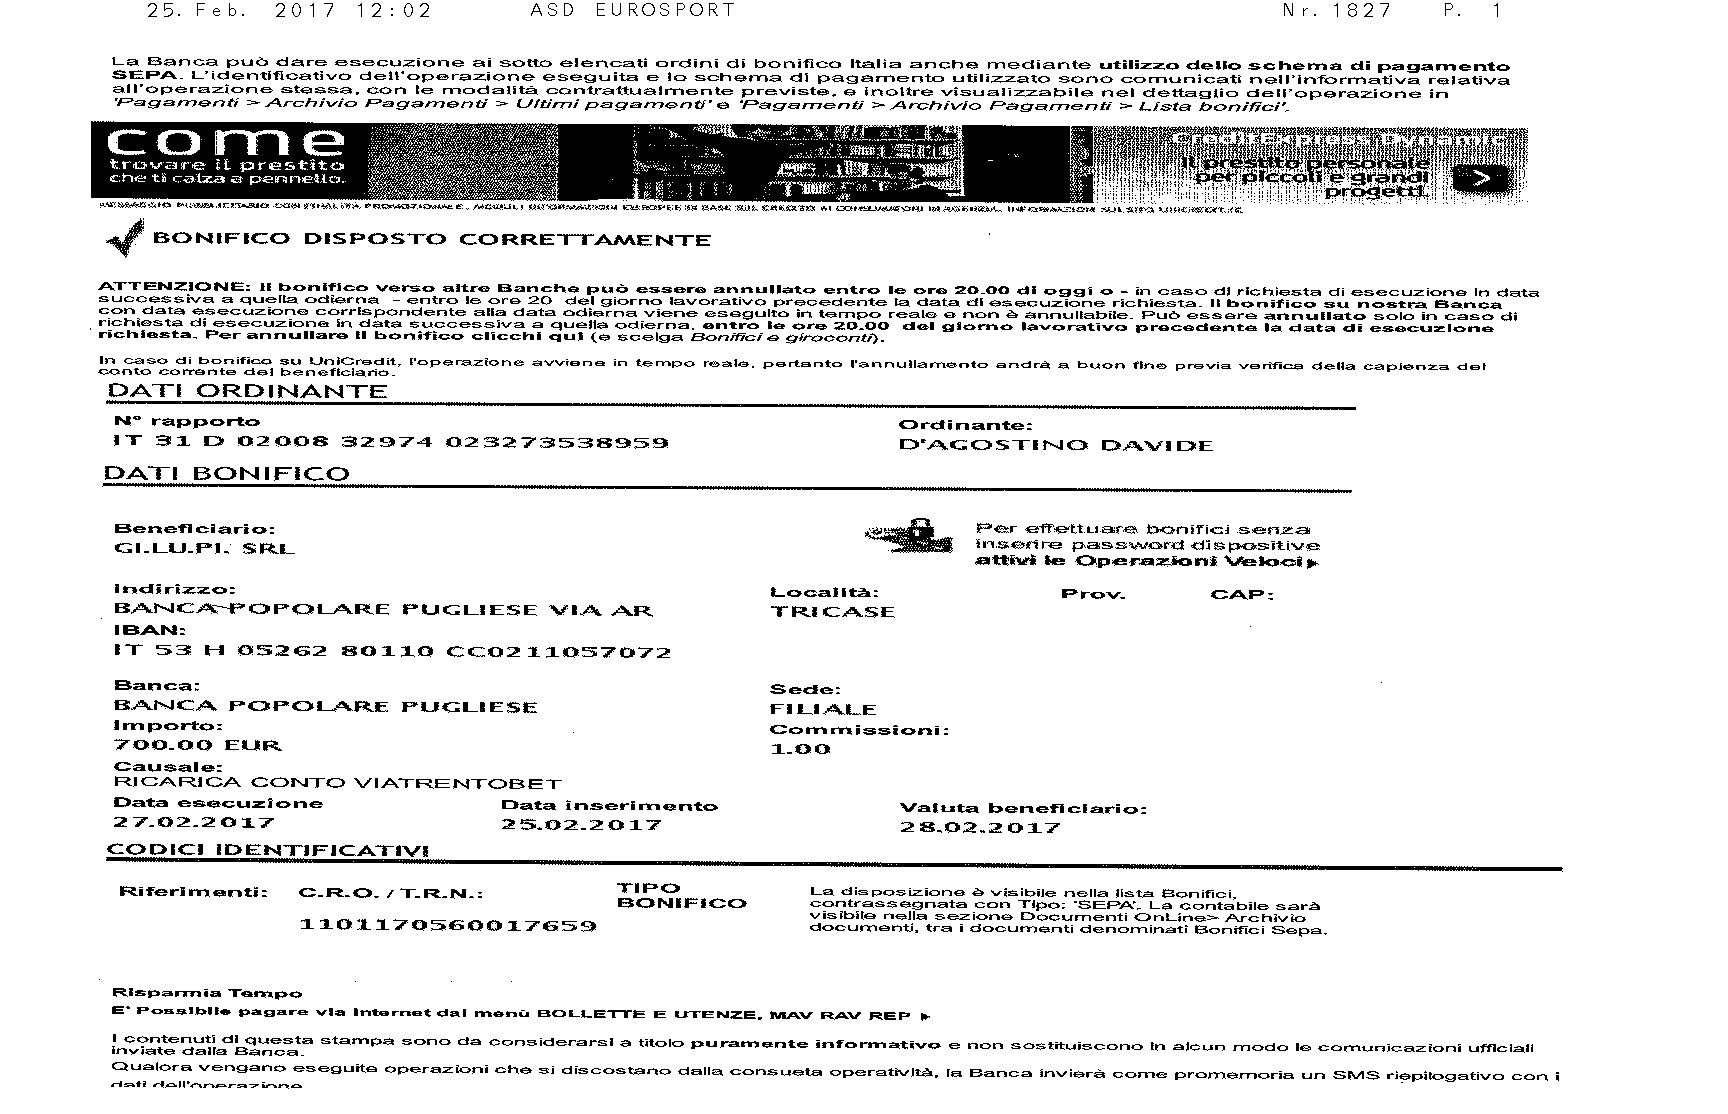 25. Feb. 2017 12:02 ASD EUROSPORT Nr. 1827 P. 1
La Banca può dare esecuzione ai sotto elencati ordini di bonifico Italia anche mediante utilizzo dello schema di pagamento
SEPA. L'identificativo dell'operazione eseguita e lo schema di pagamento utilizzato sono comunicati nell'informativa relativa
all'operazione stessa, con le modalità contrattualmente previste, e inoltre visualizzabile nel dettaglio dell'operazione in
'Pagamenti > Archivio Pagamenti > Ultimi pagamenti' e 'Pagamenti > Archivio Pagamenti > Lista bonifici'.
come
trovare il prestito
che ti calza a pennello.
CreditExpress Dynamic
Il prestito personale
per piccoli e grandi
progetti.
BONIFICO DISPOSTO CORRETTAMENTE
ATTENZIONE: Il bonifico verso altre Banche può essere annullato entro le ore 20.00 di oggi o - in caso di richiesta di esecuzione in data
successiva a quella odierna - entro le ore 20 del giorno lavorativo precedente la data di esecuzione richiesta. Il bonifico su nostra Banca
con data esecuzione corrispondente alla data odierna viene eseguito in tempo reale e non è annullabile. Può essere annullato solo in caso di
richiesta di esecuzione in data successiva a quella odierna, entro le ore 20.00 del giorno lavorativo precedente la data di esecuzione
richiesta. Per annullare il bonifico clicchi qui (e scelga Bonifici e giroconti).
In caso di bonifico su UniCredit, l'operazione avviene in tempo reale, pertanto l'annullamento andrà a buon fine previa verifica della capienza del
conto corrente del beneficiario.
DATI ORDINANTE
N° rapporto Ordinante:
IT 31 D 02008 32974 023273538959 D'AGOSTINO DAVIDE
DATI BONIFICO
Beneficiario:
GI.LU.PI. SRL
Per effettuare bonifici senza
inserire password dispositive
attivi le Operazioni Veloci
Indirizzo: Località: Prov. CAP:
BANCA POPOLARE PUGLIESE VIA AR TRICASE
IBAN:
IT 53 H 05262 80110 CC0211057072
Banca: Sede:
BANCA POPOLARE PUGLIESE FILIALE
Importo: Commissioni:
700.00 EUR 1.00
Causale:
RICARICA CONTO VIATRENTOBET
Data esecuzione Data inserimento Valuta beneficiario:
27.02.2017 25.02.2017 28.02.2017
CODICI IDENTIFICATIVI
Riferimenti: C.R.O. / T.R.N.: TIPO BONIFICO
1101170560017659
La disposizione è visibile nella lista Bonifici,
contrassegnata con Tipo: 'SEPA'. La contabile sarà
visibile nella sezione Documenti OnLine> Archivio
documenti, tra i documenti denominati Bonifici Sepa.
Risparmia Tempo
E' Possibile pagare via Internet dal menù BOLLETTE E UTENZE, MAV RAV REP
I contenuti di questa stampa sono da considerarsi a titolo puramente informativo e non sostituiscono in alcun modo le comunicazioni ufficiali
inviate dalla Banca.
Qualora vengano eseguite operazioni che si discostano dalla consueta operatività, la Banca invierà come promemoria un SMS riepilogativo con i
dati dell'operazione